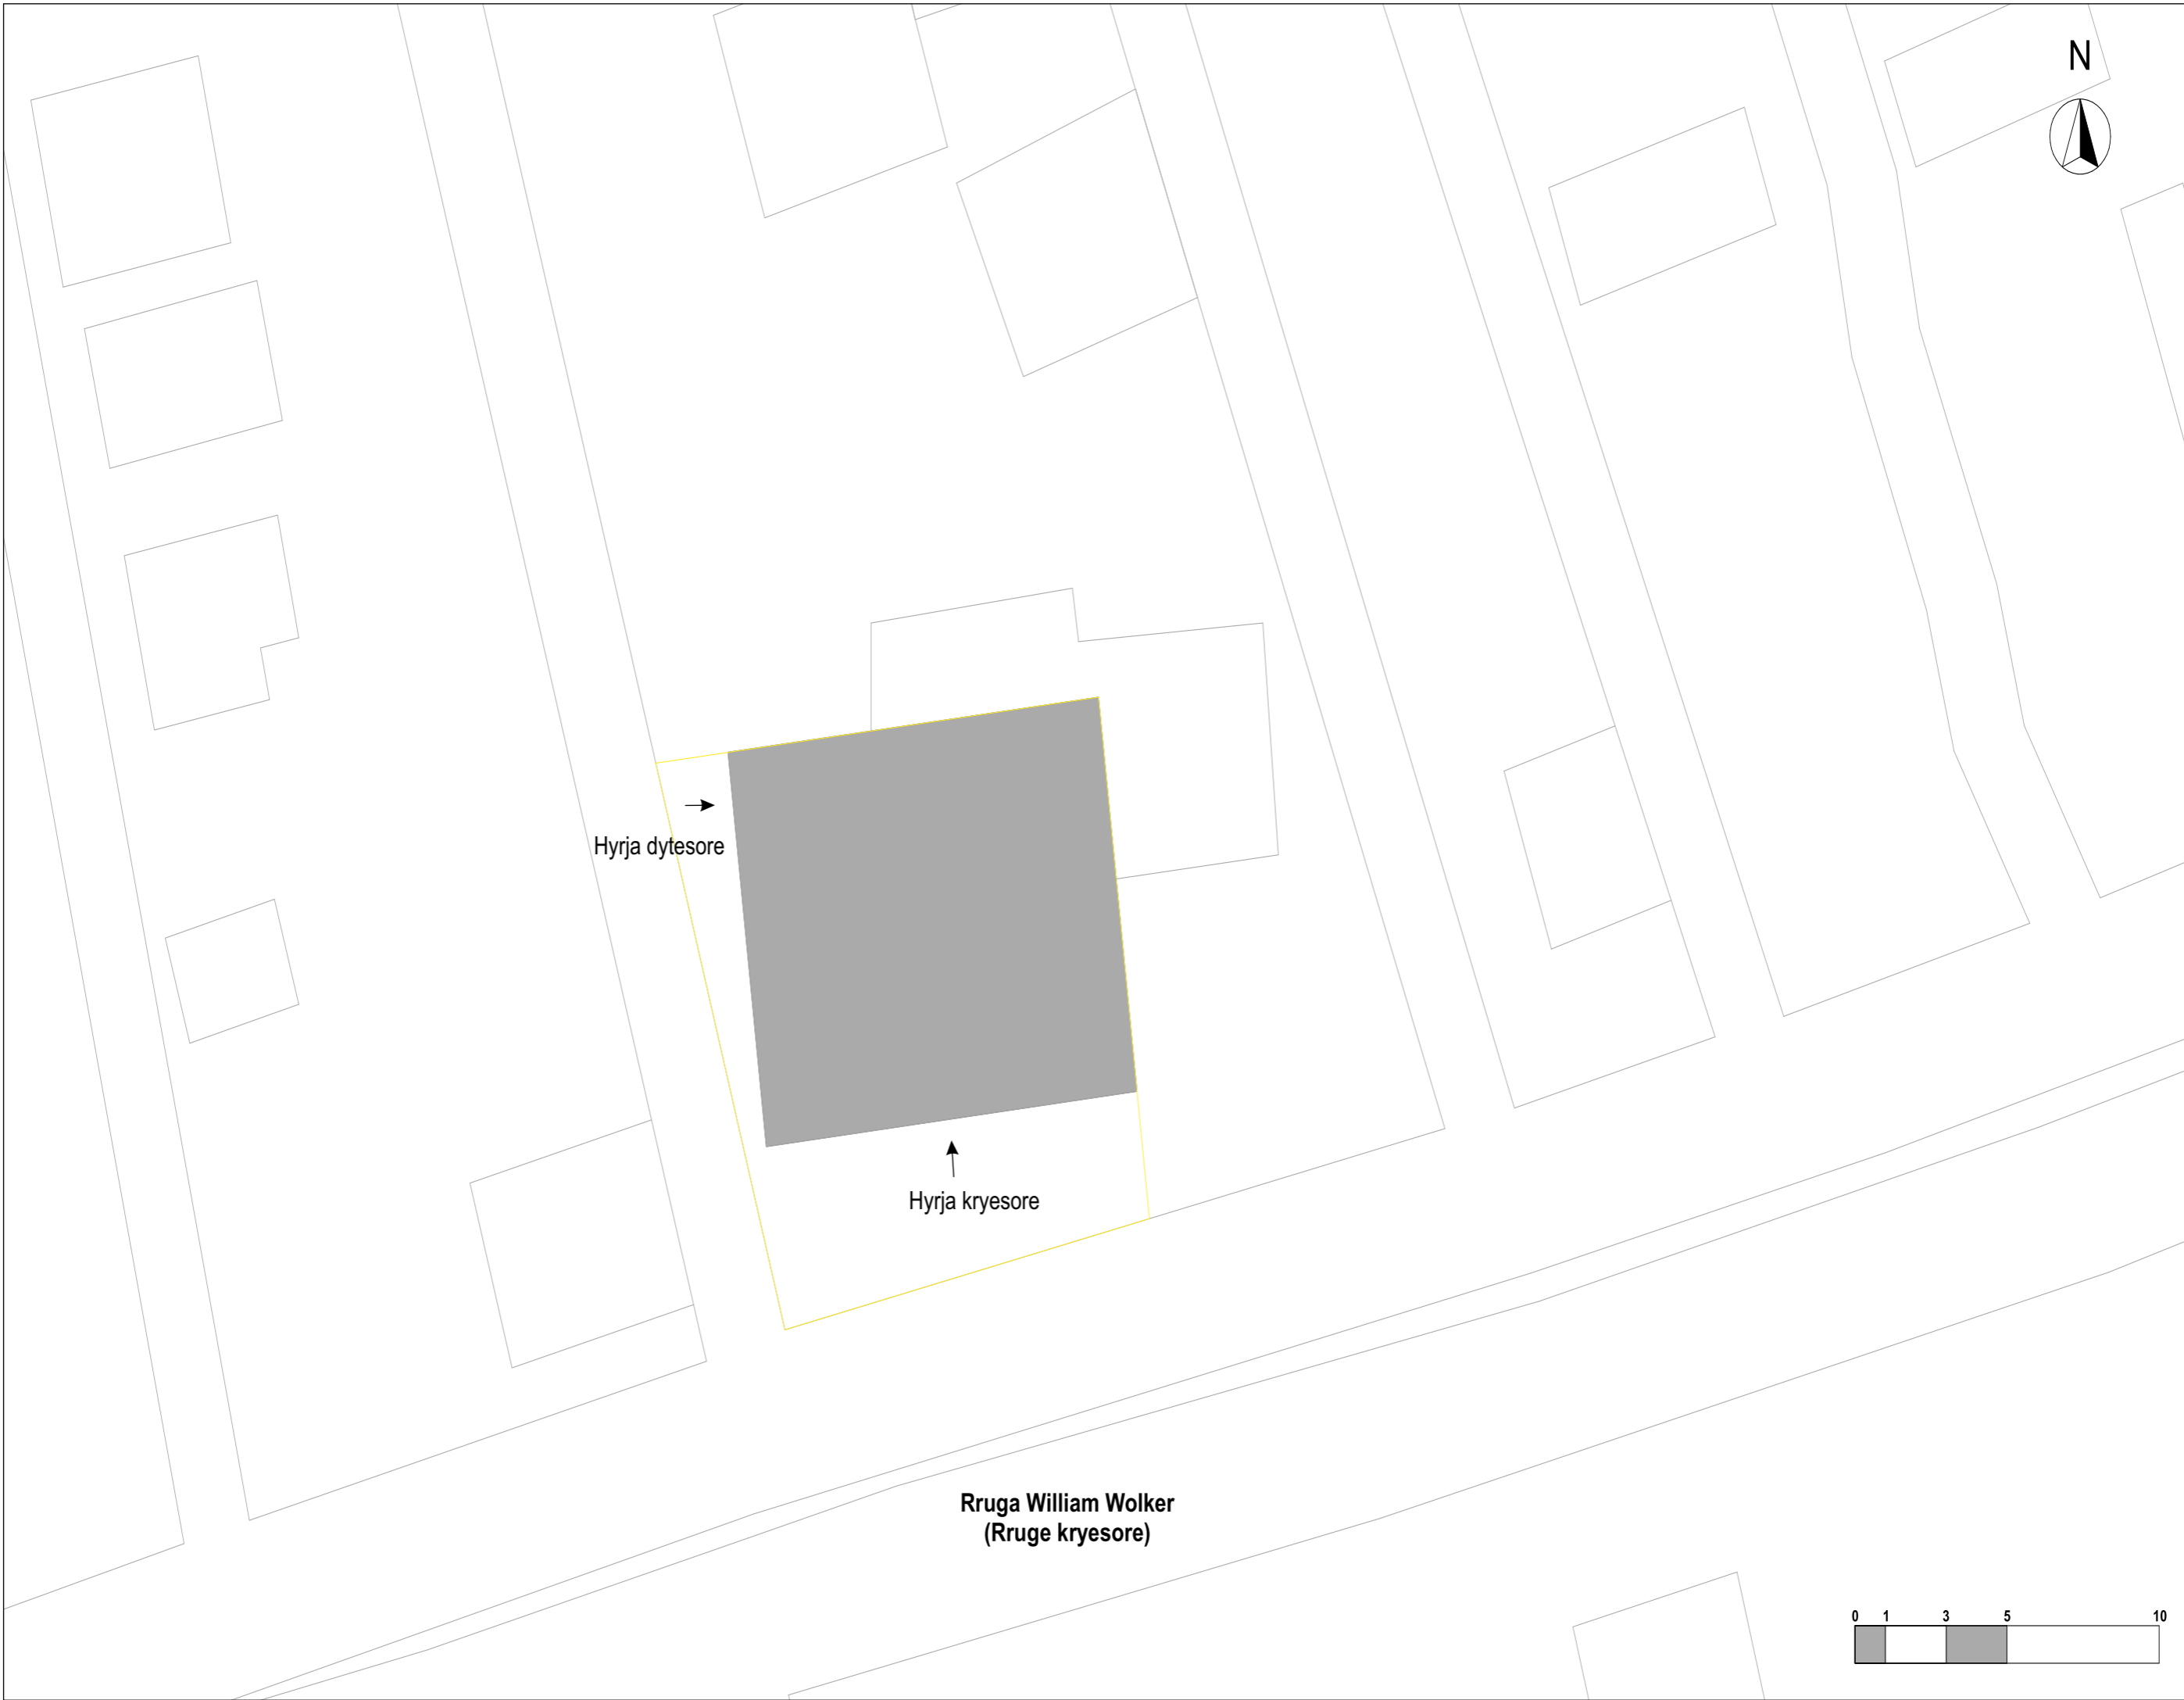 N
Hyrja dytesore
Hyrja kryesore
Rruga William Wolker
(Rruge kryesore)
0 1 3 5 10